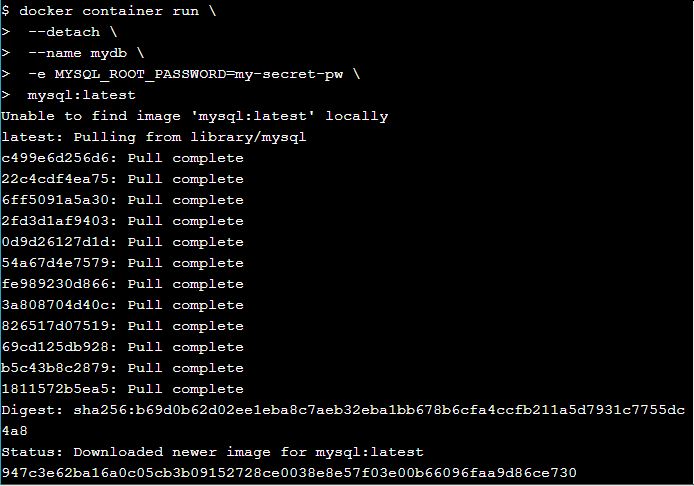 $ docker container run \
>  --detach \
>  --name mydb \
>  -e MYSQL_ROOT_PASSWORD=my-secret-pw \
>  mysql:latest
Unable to find image 'mysql:latest' locally
latest: Pulling from library/mysql
c499e6d256d6: Pull complete
22c4cdf4ea75: Pull complete
6ff5091a5a30: Pull complete
2fd3d1af9403: Pull complete
0d9d26127d1d: Pull complete
54a67d4e7579: Pull complete
fe989230d866: Pull complete
3a808704d40c: Pull complete
826517d07519: Pull complete
69cd125db928: Pull complete
b5c43b8c2879: Pull complete
1811572b5ea5: Pull complete
Digest: sha256:b69d0b62d02ee1eba8c7aeb32eba1bb678b6cfa4ccfb211a5d7931c7755dc
4a8
Status: Downloaded newer image for mysql:latest
947c3e62ba16a0c05cb3b09152728ce0038e8e57f03e00b66096faa9d86ce730